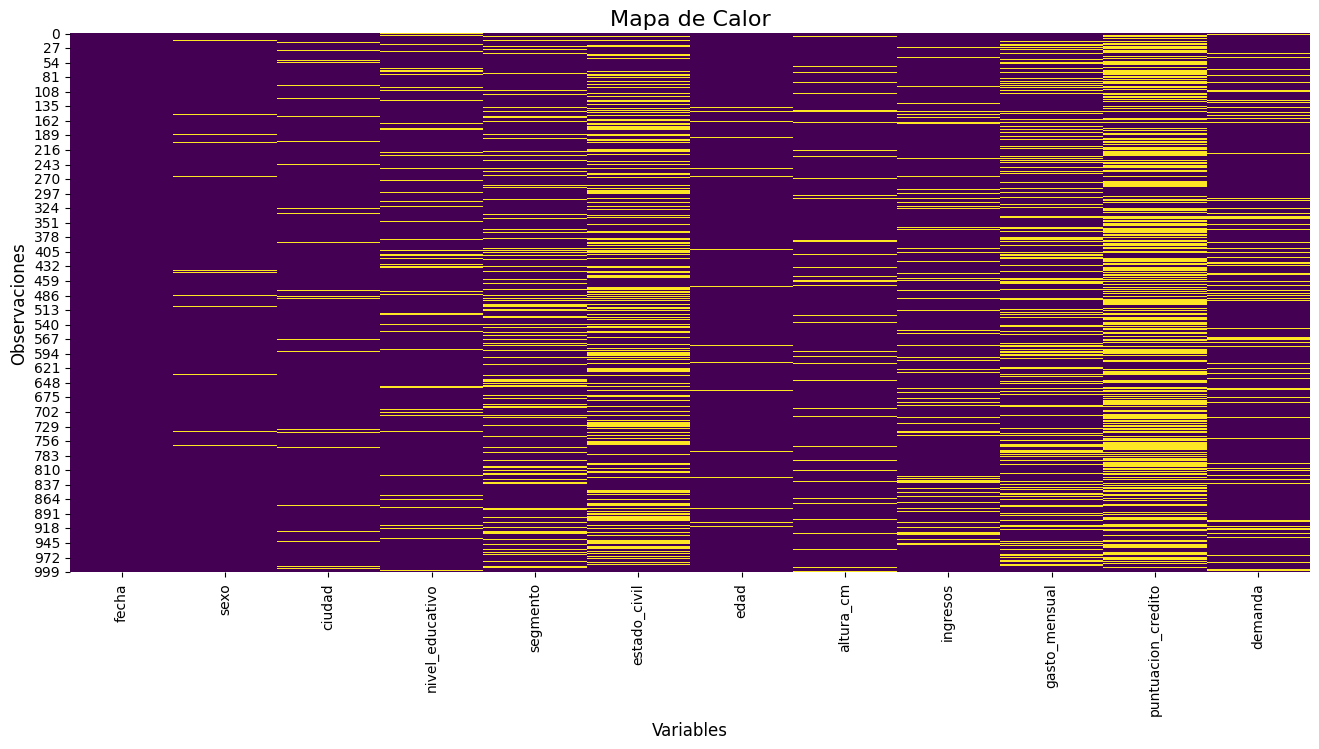 Mapa de Calor
Observaciones
0
27
54
81
108
135
162
189
216
243
270
297
324
351
378
405
432
459
486
513
540
567
594
621
648
675
702
729
756
783
810
837
864
891
918
945
972
999
fecha
sexo
ciudad
nivel_educativo
segmento
estado_civil
edad
altura_cm
ingresos
gasto_mensual
puntuacion_credito
demanda
Variables